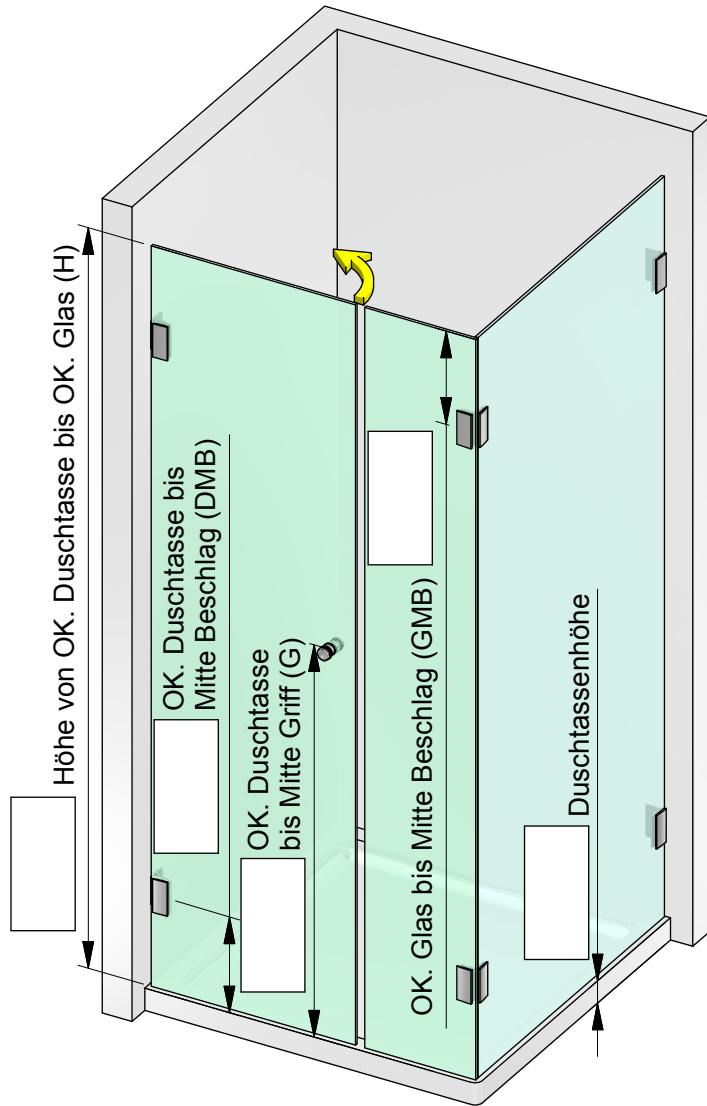 Höhe von OK. Duschtasse bis OK. Glas (H)
OK. Duschtasse bis
Mitte Beschlag (DMB)
OK. Duschtasse
bis Mitte Griff (G)
OK. Glas bis Mitte Beschlag (GMB)
Duschtassenhöhe